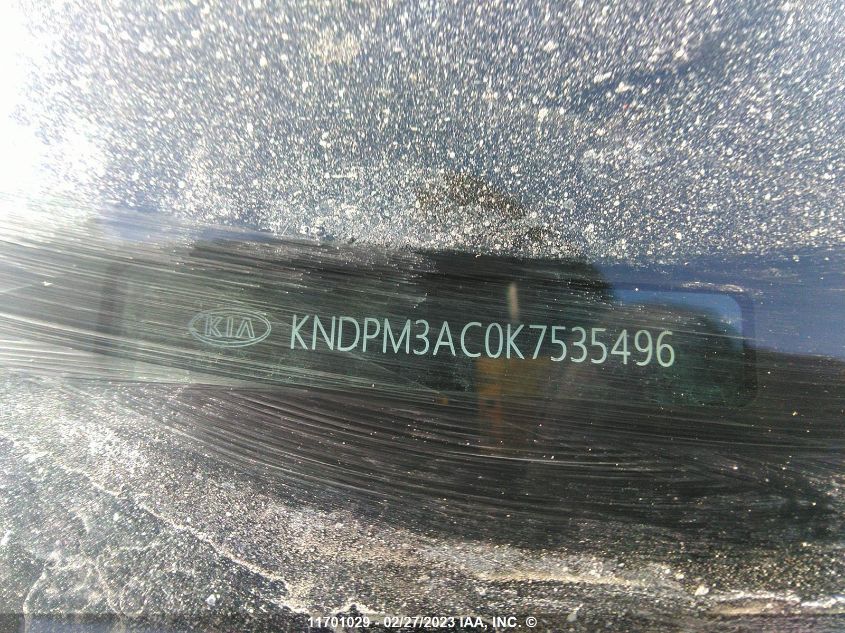 KIA KNDPM3AC0K7535496
11701029 - 02/27/2023 IAA, INC. ©